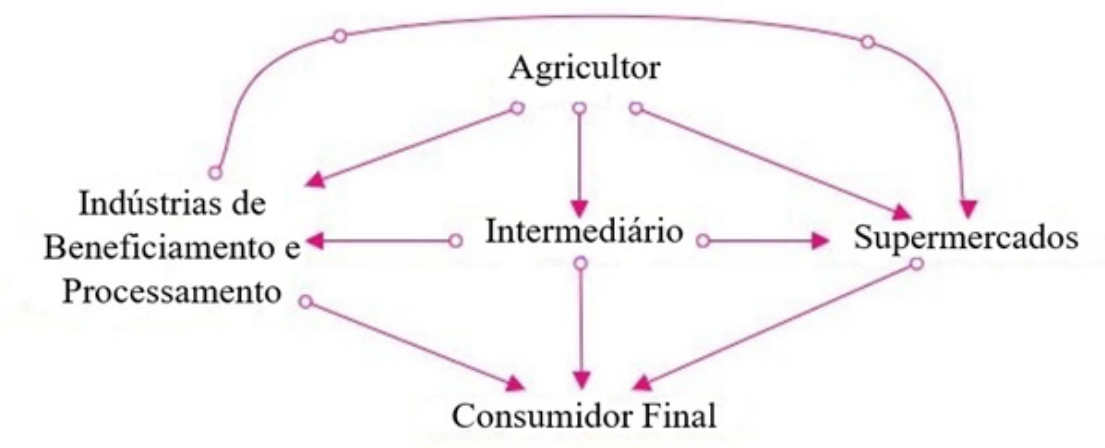 Agricultor
Indústrias de
Beneficiamento e
Processamento
Intermediário
Supermercados
Consumidor Final